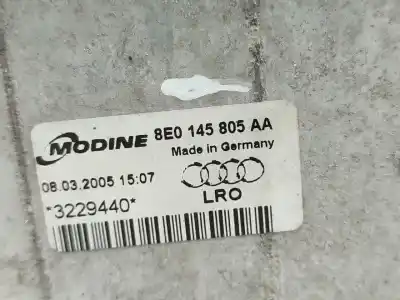 MODINE 8E0 145 805 AA
Made in Germany
08.03.2005 15:07
*3229440*
LRO